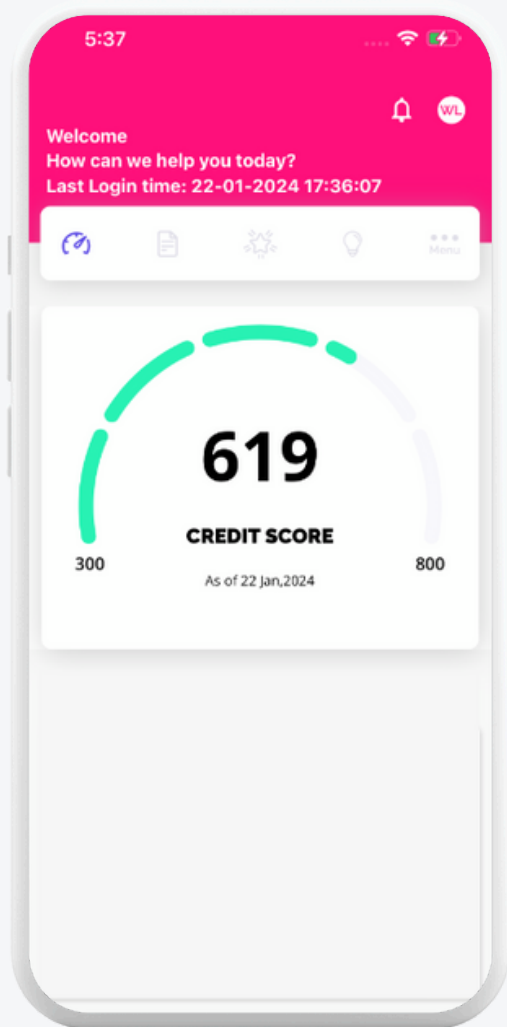 5:37
WL
Welcome
How can we help you today?
Last Login time: 22-01-2024 17:36:07
Menu
619
CREDIT SCORE
300
800
As of 22 Jan,2024